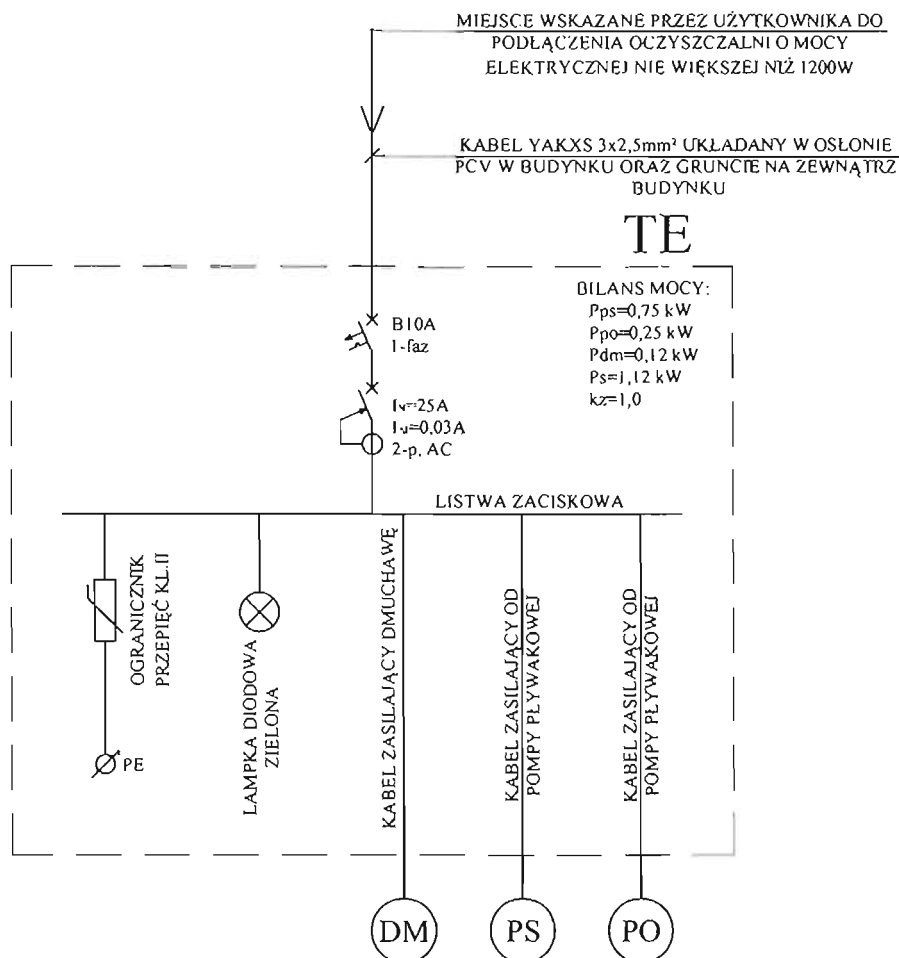 MIEJSCE WSKAZANE PRZEZ UŻYTKOWNIKA DO
PODŁĄCZENIA OCZYSZCZALNI O MOCY
ELEKTRYCZNEJ NIE WIĘKSZEJ NIŻ 1200W
KABEL YAKXS 3x2,5mm² UKŁADANY W OSŁONIE
PCV W BUDYNKU ORAZ GRUNCIE NA ZEWNĄTRZ
BUDYNKU
TE
BILANS MOCY:
Pps=0,75 kW
Ppo=0,25 kW
Pdm=0,12 kW
Ps=1,12 kW
kz=1,0
B10A
1-faz
=25A
=0,03A
2-p, AC
LISTWA ZACISKOWA
OGRANICZNIK
PRZEPIĘĆ KL.II
PE
LAMPKA DIODOWA
ZIELONA
KABEL ZASILAJĄCY DMUCHAWĘ
KABEL ZASILAJĄCY OD
POMPY PŁYWAKOWEJ
KABEL ZASILAJĄCY OD
POMPY PŁYWAKOWEJ
DM
PS
PO